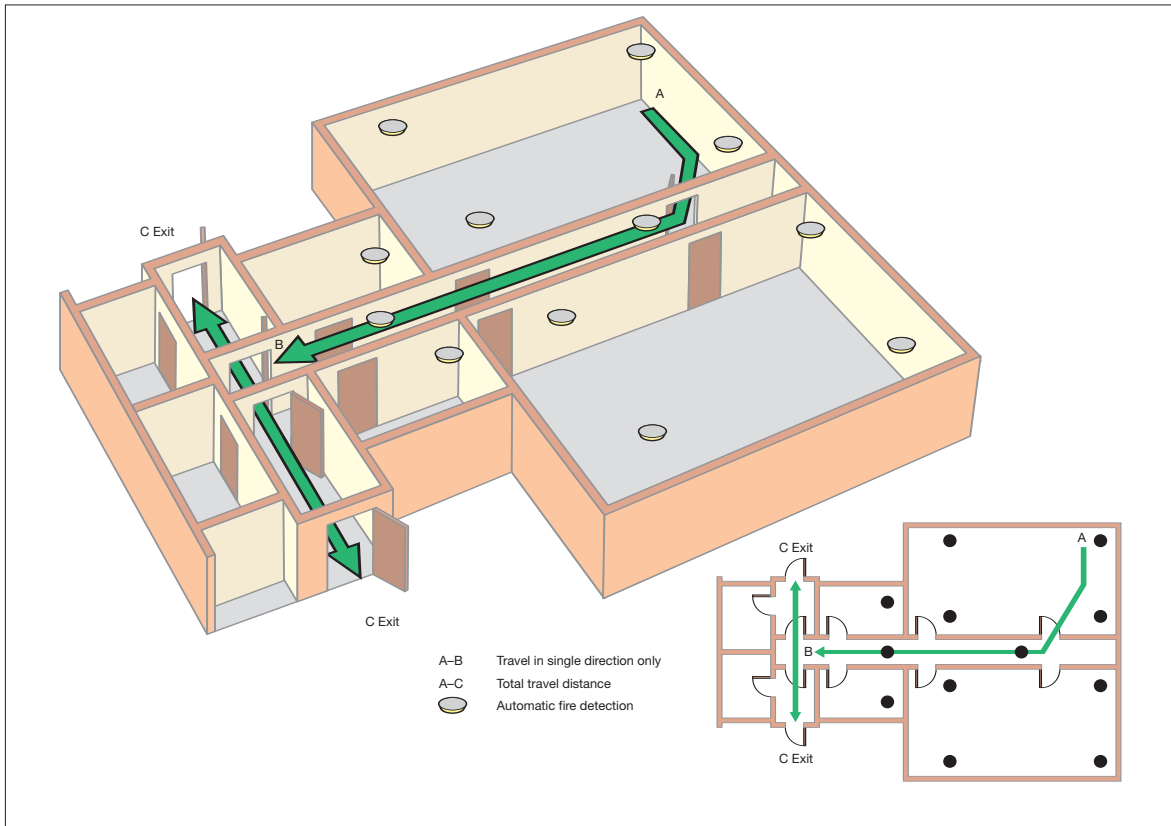 A
C Exit
B
C Exit
A–B Travel in single direction only
A–C Total travel distance
Automatic fire detection
C Exit
A
B
C Exit